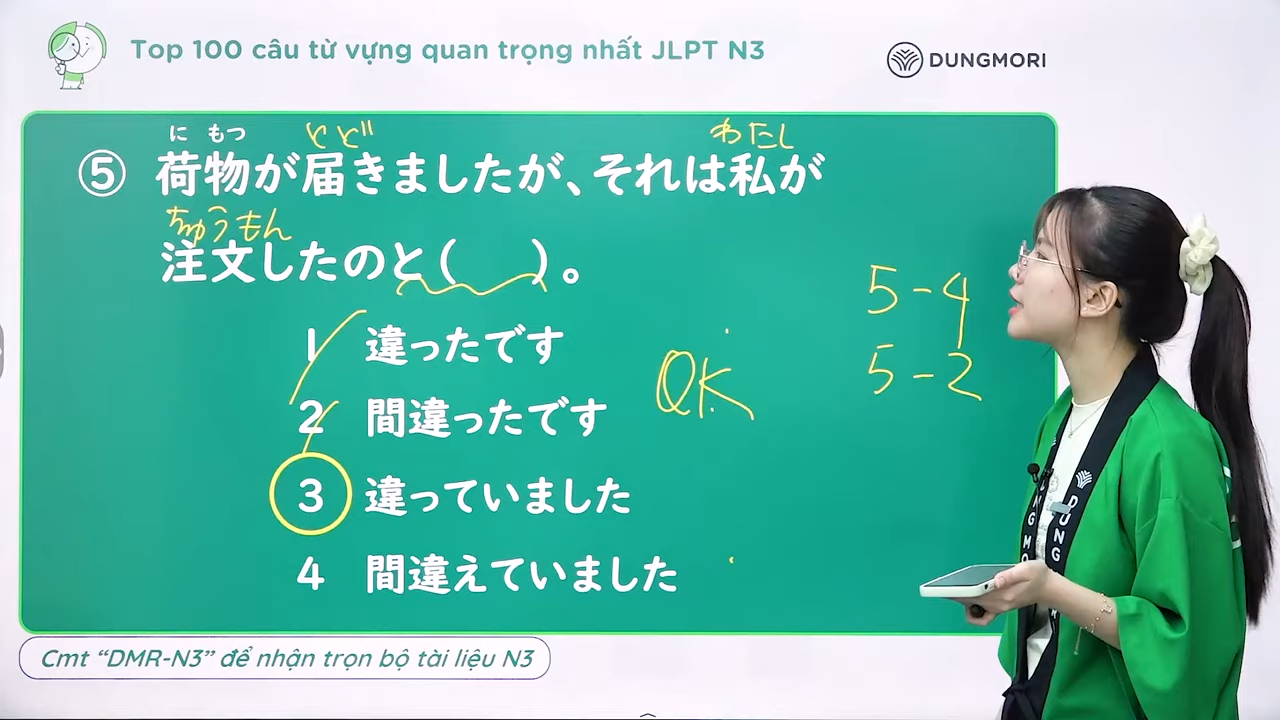 Top 100 câu từ vựng quan trọng nhất JLPT N3
DUNGMORI
に もつ とど わたし
⑤ 荷物が届きましたが、それは私が
ちゅうもん
注文したのと( )。
1 違ったです
2 間違ったです
3 違っていました
4 間違えていました
OK
5-4
5-2
Cmt “DMR-N3” để nhận trọn bộ tài liệu N3